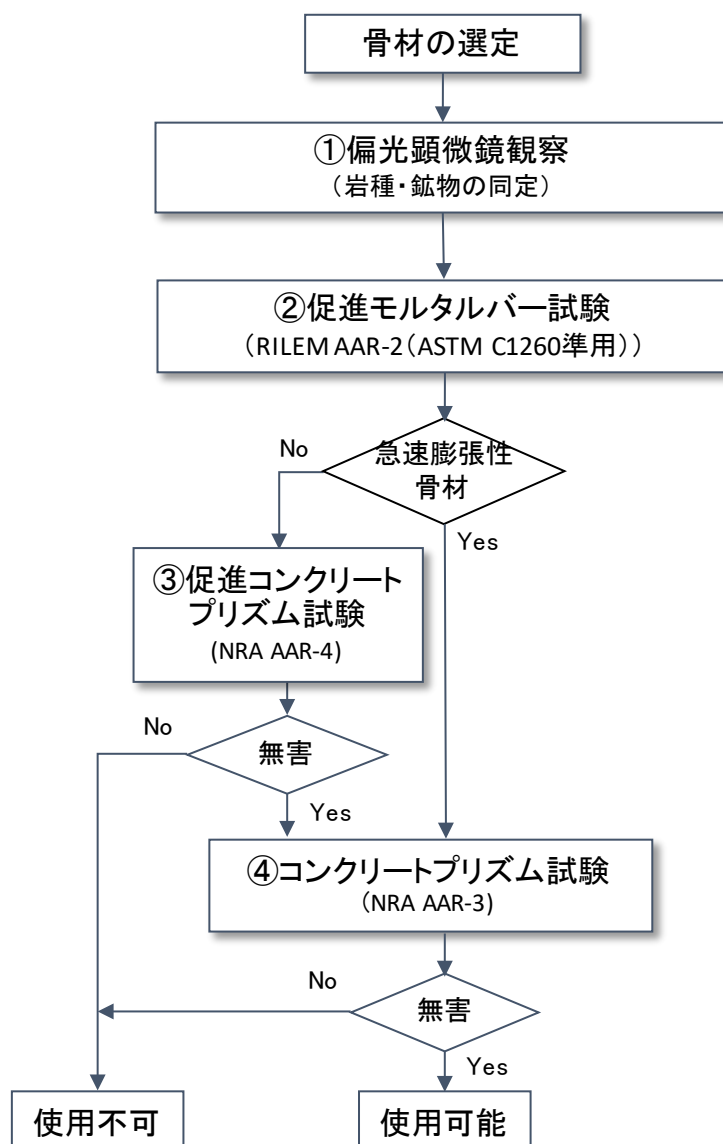 骨材の選定
①偏光顕微鏡観察
（岩種・鉱物の同定）
②促進モルタルバー試験
（RILEM AAR-2（ASTM C1260準用））
急速膨張性
骨材
No
Yes
③促進コンクリート
プリズム試験
(NRA AAR-4)
No
無害
Yes
④コンクリートプリズム試験
（NRA AAR-3)
No
無害
Yes
使用不可
使用可能